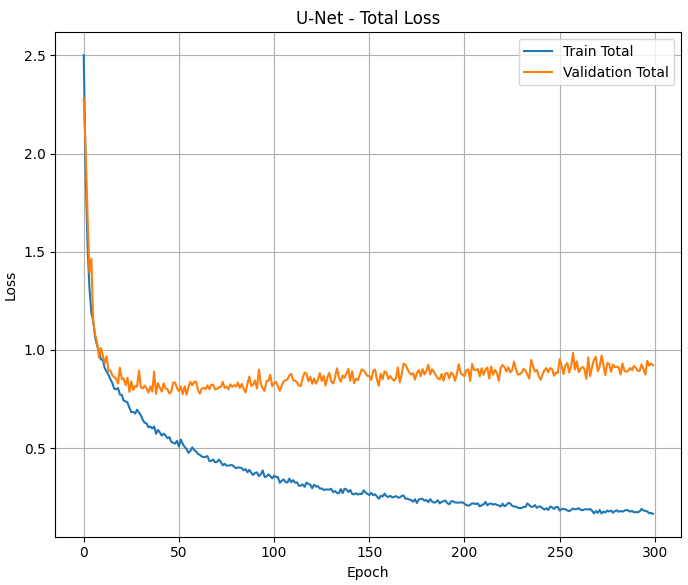 U-Net - Total Loss
Train Total
Validation Total
2.5
2.0
1.5
1.0
0.5
Loss
0 50 100 150 200 250 300
Epoch